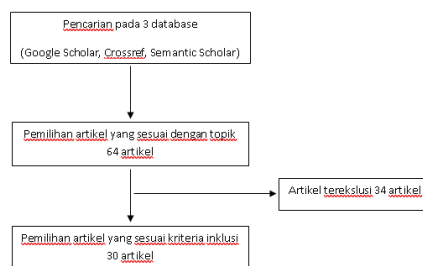 Pencarian pada 3 database
(Google Scholar, Crossref, Semantic Scholar)
Pemilihan artikel yang sesuai dengan topik
64 artikel
Artikel terekslusi 34 artikel
Pemilihan artikel yang sesuai kriteria inklusi
30 artikel